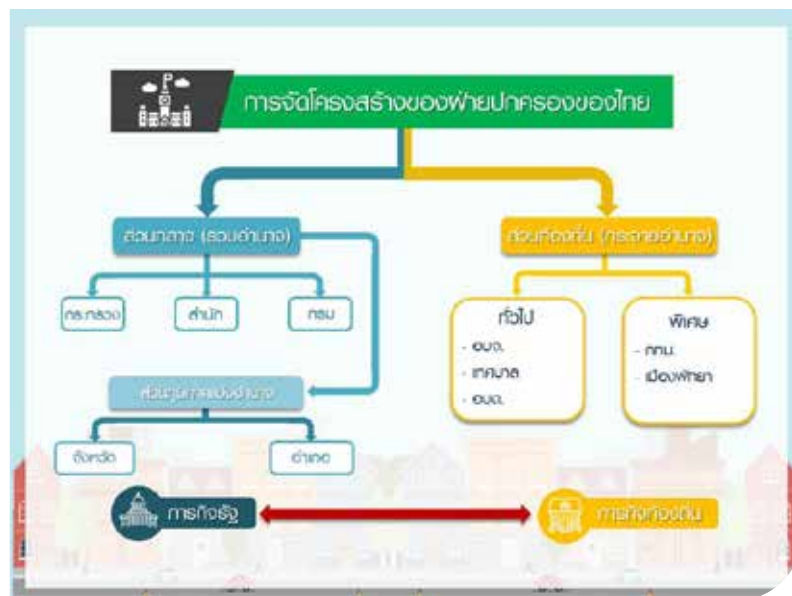 การจัดโครงสร้างของฝ่ายปกครองของไทย
ส่วนกลาง (รวมอำนาจ)
ส่วนท้องถิ่น (กระจายอำนาจ)
กระทรวง
สำนัก
กรม
ทั่วไป
- อบจ.
- เทศบาล
- อบต.
พิเศษ
- กทม.
- เมืองพัทยา
ส่วนภูมิภาคแบ่งอำนาจ
จังหวัด
อำเภอ
ภารกิจรัฐ
ภารกิจท้องถิ่น